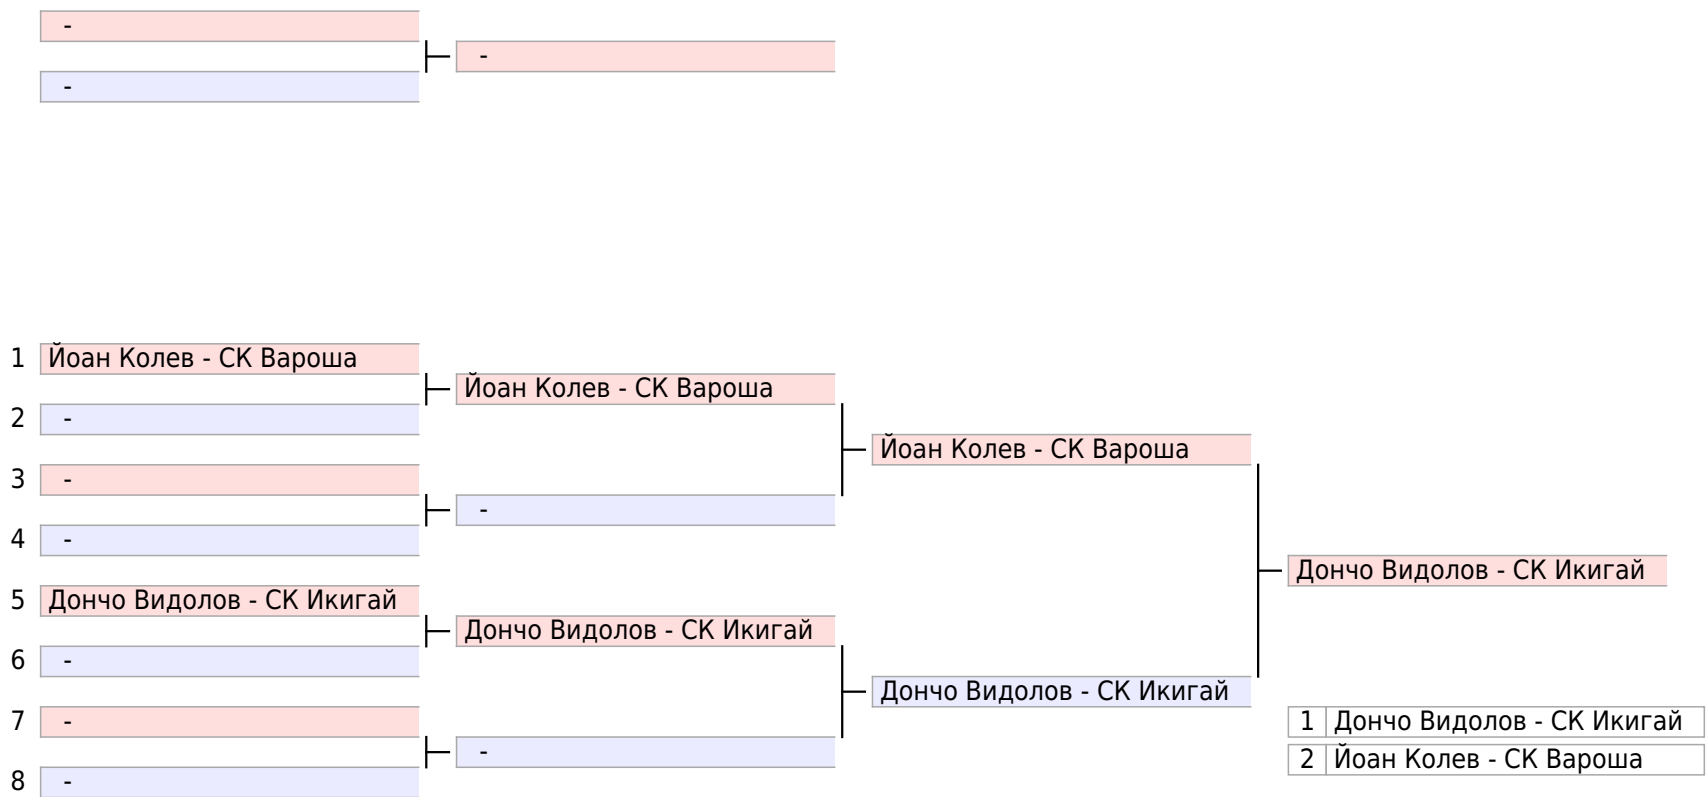 -
-
-
1 Йоан Колев - СК Вароша
Йоан Колев - СК Вароша
2 -
Йоан Колев - СК Вароша
3 -
-
4 -
Дончо Видолов - СК Икигай
5 Дончо Видолов - СК Икигай
Дончо Видолов - СК Икигай
6 -
Дончо Видолов - СК Икигай
7 -
1 Дончо Видолов - СК Икигай
-
2 Йоан Колев - СК Вароша
8 -